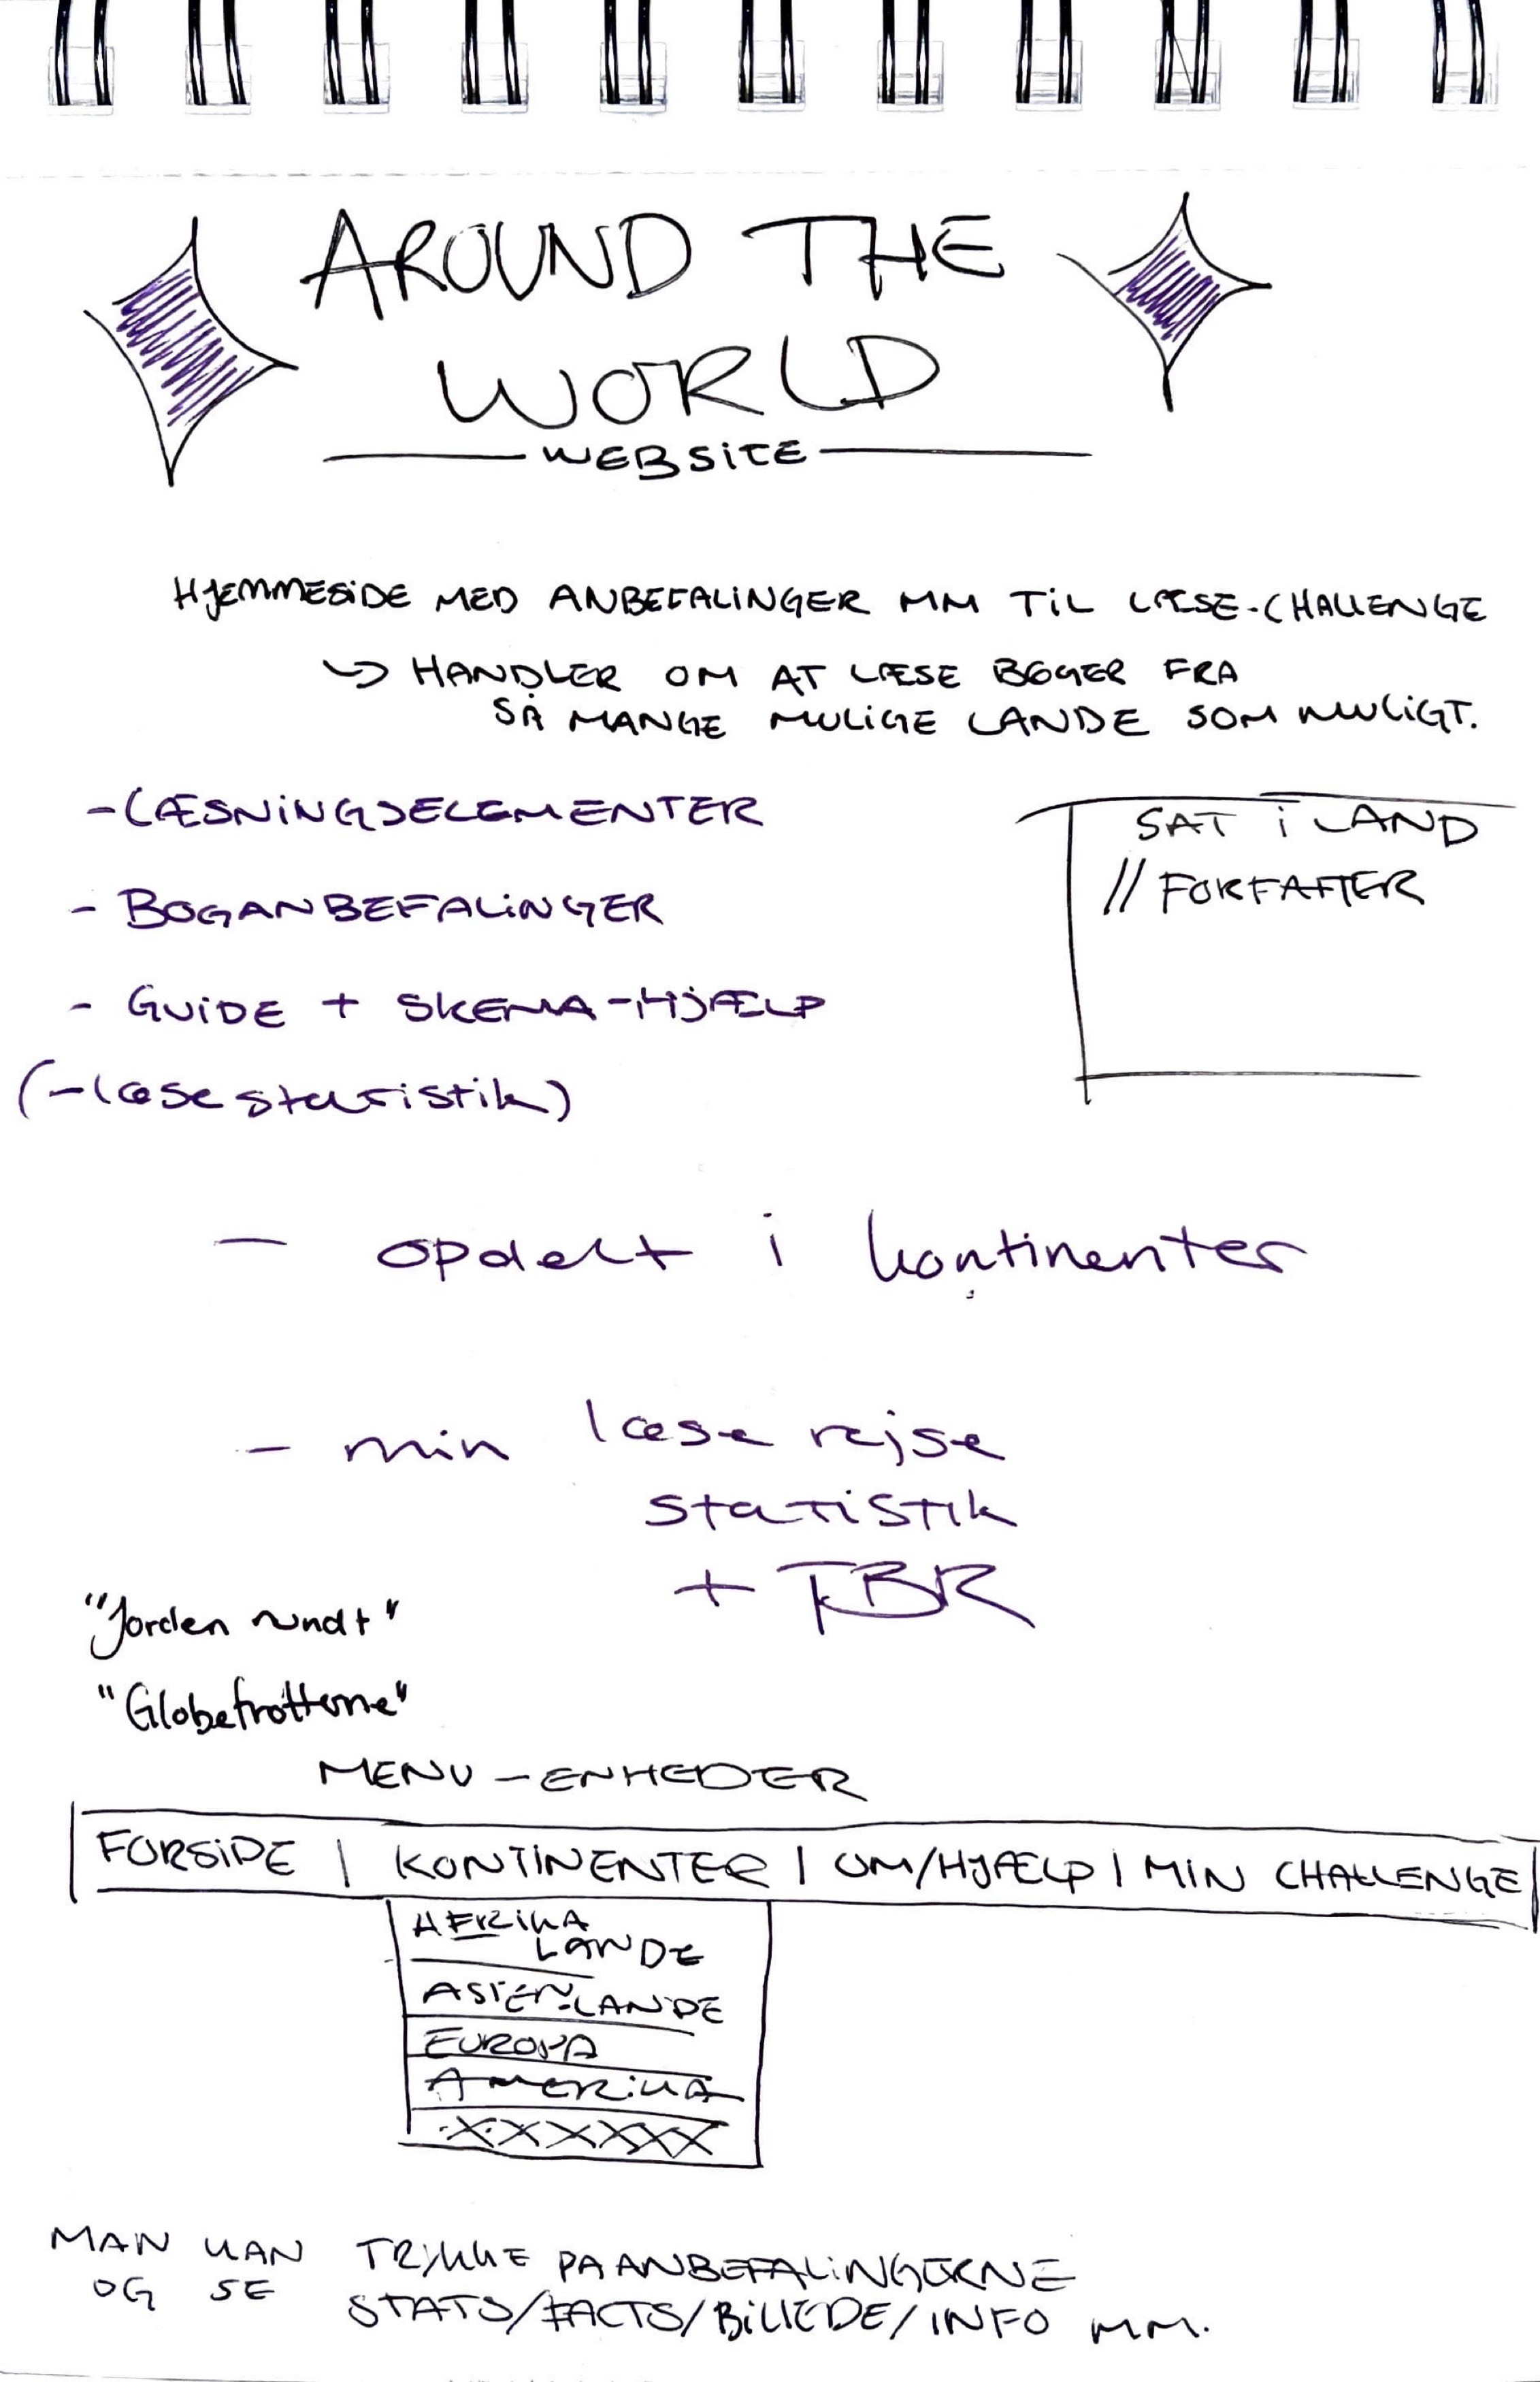 AROUND THE
WORLD
WEBSITE
HJEMMESIDE MED ANBEFALINGER MM TIL LÆSE-CHALLENGE
↳ HANDLER OM AT LÆSE BØGER FRA
SÅ MANGE MULIGE LANDE SOM MULIGT.
- LÆSNINGSELEMENTER
- BOGANBEFALINGER
- GUIDE + SKEMA-HJÆLP
(- læse statistik)
SAT i LAND
// FORFATTER
- opdelt i kontinenter
- min læse rejse
statistik
+ TBR
"Jorden rundt"
"Globetrotterne"
MENU - ENHEDER
FORSIDE | KONTINENTER | OM/HJÆLP | MIN CHALLENGE
AFRIKA
LANDE
ASIEN-LANDE
EUROPA
AMERIKA
XXXXXX
MAN KAN TRYKKE PÅ ANBEFALINGERNE
OG SE STATS/FACTS/BILLEDE/INFO MM.